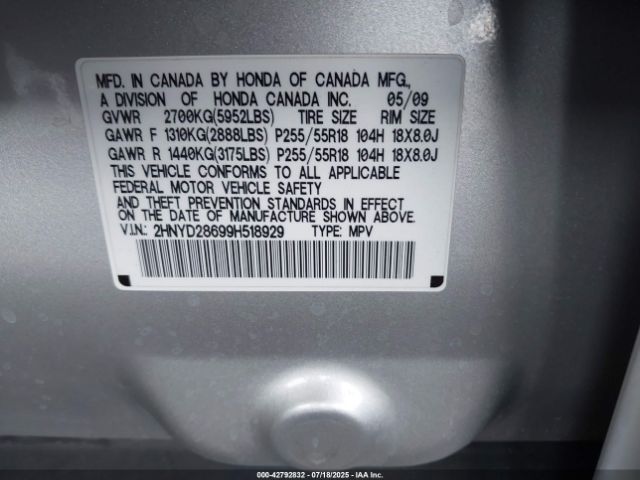 MFD. IN CANADA BY HONDA OF CANADA MFG.,
A DIVISION OF HONDA CANADA INC. 05/09
GVWR 2700KG(5952LBS) TIRE SIZE RIM SIZE
GAWR F 1310KG(2888LBS) P255/55R18 104H 18X8.0J
GAWR R 1440KG(3175LBS) P255/55R18 104H 18X8.0J
THIS VEHICLE CONFORMS TO ALL APPLICABLE
FEDERAL MOTOR VEHICLE SAFETY
AND THEFT PREVENTION STANDARDS IN EFFECT
ON THE DATE OF MANUFACTURE SHOWN ABOVE.
V.I.N.: 2HNYD28699H518929 TYPE: MPV
000-42792832 - 07/18/2025 - IAA Inc.